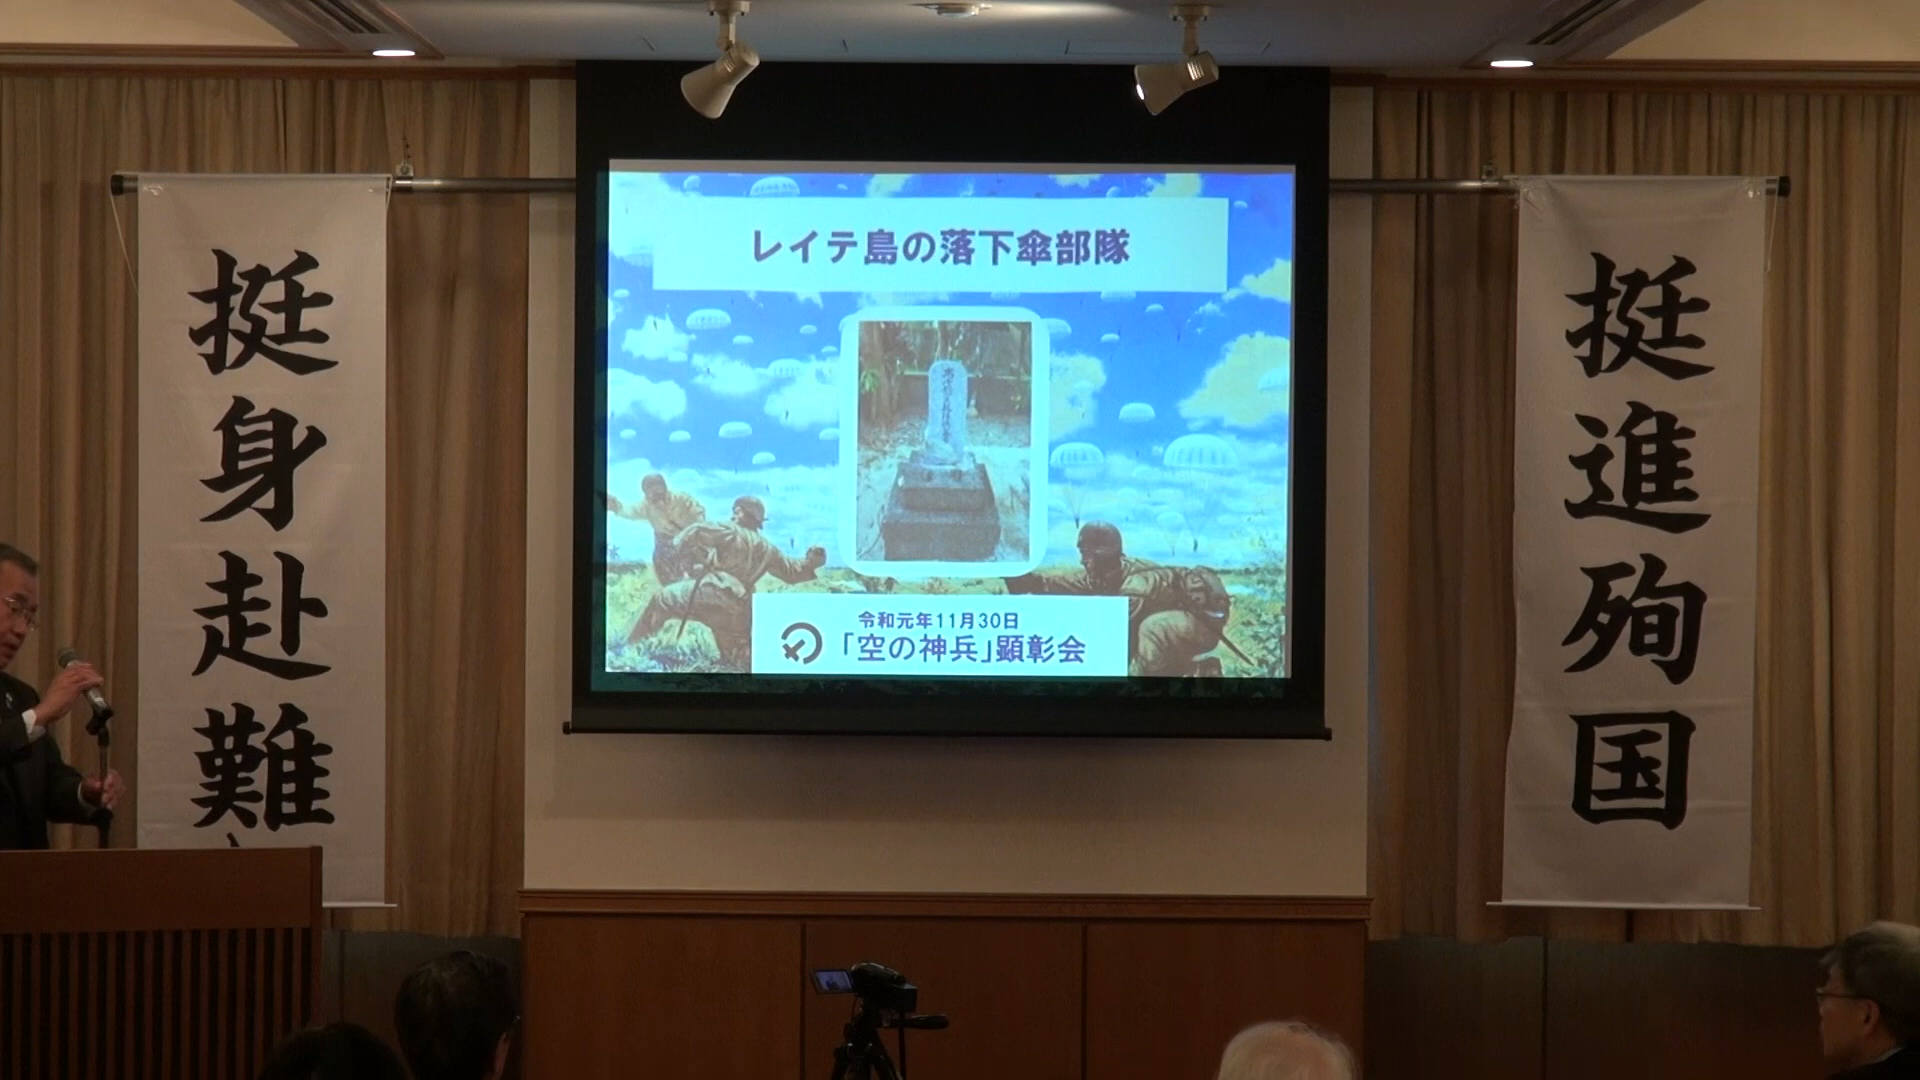 挺身赴難
レイテ島の落下傘部隊
令和元年11月30日
「空の神兵」顕彰会
挺進殉国